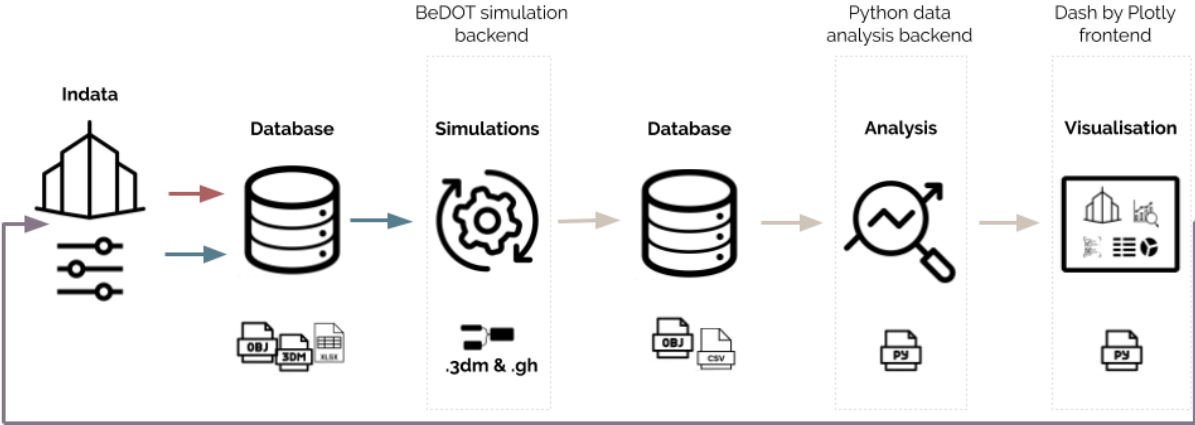 BeDOT simulation
backend
Python data
analysis backend
Dash by Plotly
frontend
Indata
Database
Simulations
Database
Analysis
Visualisation
OBJ
3DM
XLSX
.3dm & .gh
OBJ
CSV
PY
PY